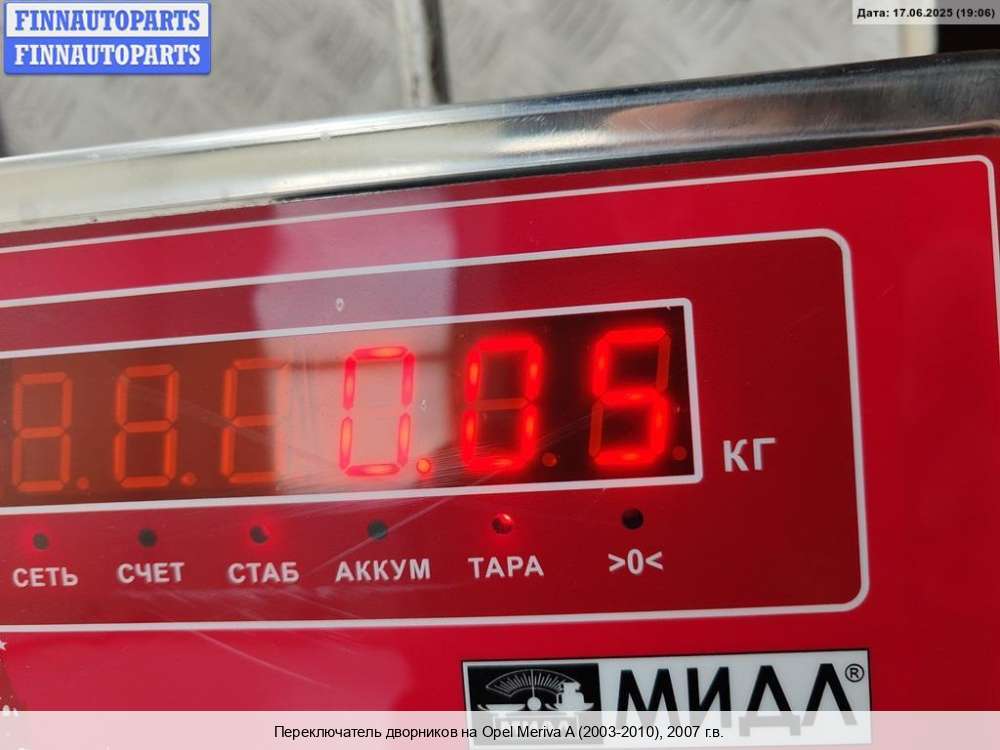 FINNAUTOPARTS
FINNAUTOPARTS
Дата: 17.06.2025 (19:06)
0.05
КГ
СЕТЬ СЧЕТ СТАБ АККУМ ТАРА >0<
МИДЛ®
Переключатель дворников на Opel Meriva A (2003-2010), 2007 г.в.